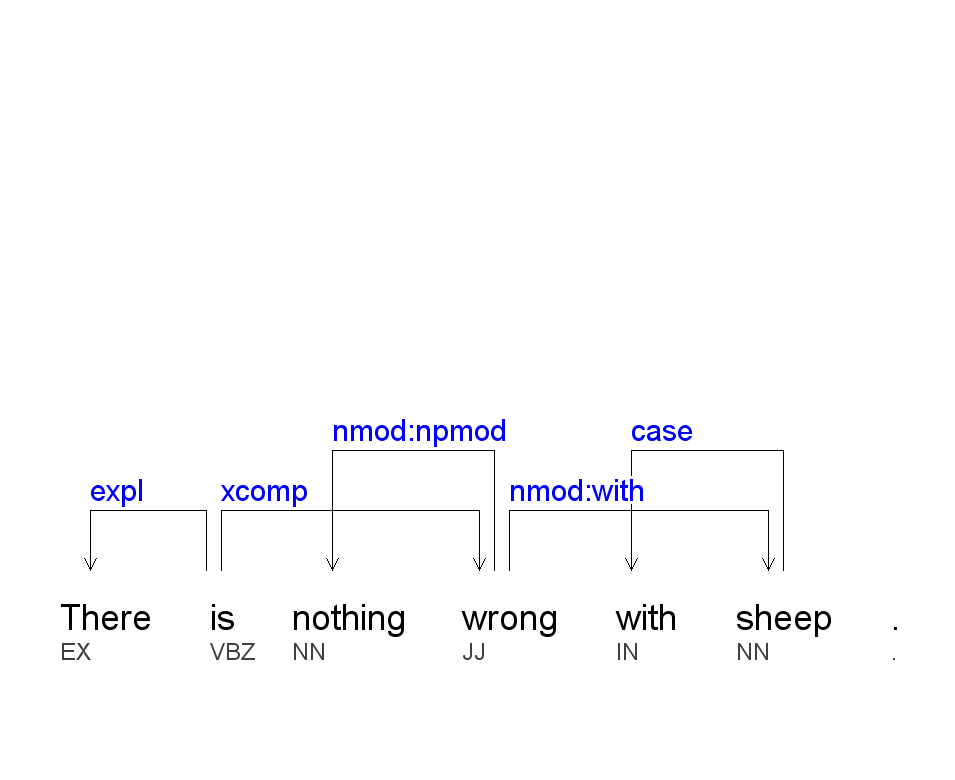 nmod:npmod case
expl xcomp nmod:with
There is nothing wrong with sheep .
EX VBZ NN JJ IN NN .